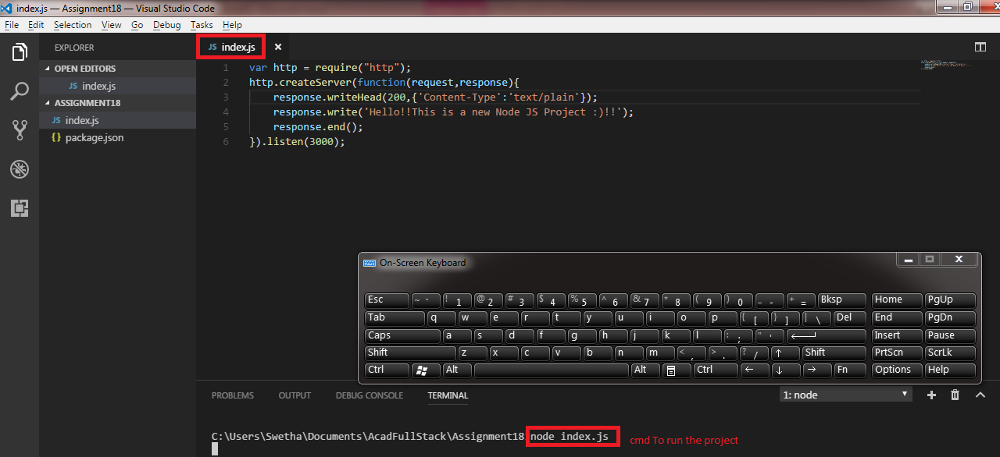 index.js — Assignment18 — Visual Studio Code
File Edit Selection View Go Debug Tasks Help
EXPLORER
OPEN EDITORS
JS index.js
ASSIGNMENT18
JS index.js
{} package.json
JS index.js ×
1 var http = require("http");
2 http.createServer(function(request,response){
3 response.writeHead(200,{'Content-Type':'text/plain'});
4 response.write('Hello!!This is a new Node JS Project :)!!');
5 response.end();
6 }).listen(3000);
On-Screen Keyboard
Esc ~ ` ! 1 @ 2 # 3 $ 4 % 5 ^ 6 & 7 * 8 ( 9 ) 0 _ - + = Bksp Home PgUp
Tab q w e r t y u i o p { [ } ] | \ Del End PgDn
Caps a s d f g h j k l : ; " ' Insert Pause
Shift z x c v b n m < , > . ? / ↑ Shift PrtScn ScrLk
Ctrl Alt Alt Ctrl ← ↓ → Fn Options Help
PROBLEMS OUTPUT DEBUG CONSOLE TERMINAL 1: node
C:\Users\Swetha\Documents\AcadFullStack\Assignment18 node index.js cmd To run the project